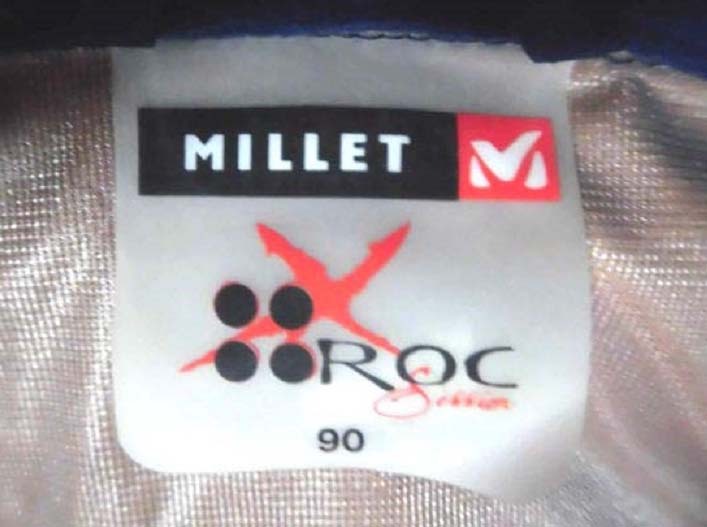 MILLET
ROC
Session
90